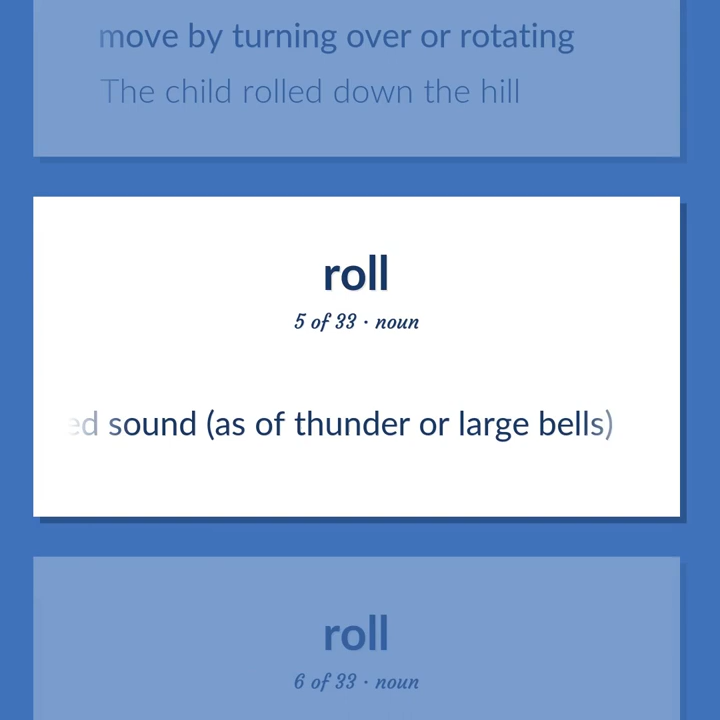 move by turning over or rotating
The child rolled down the hill
roll
5 of 33 · noun
ed sound (as of thunder or large bells)
roll
6 of 33 · noun